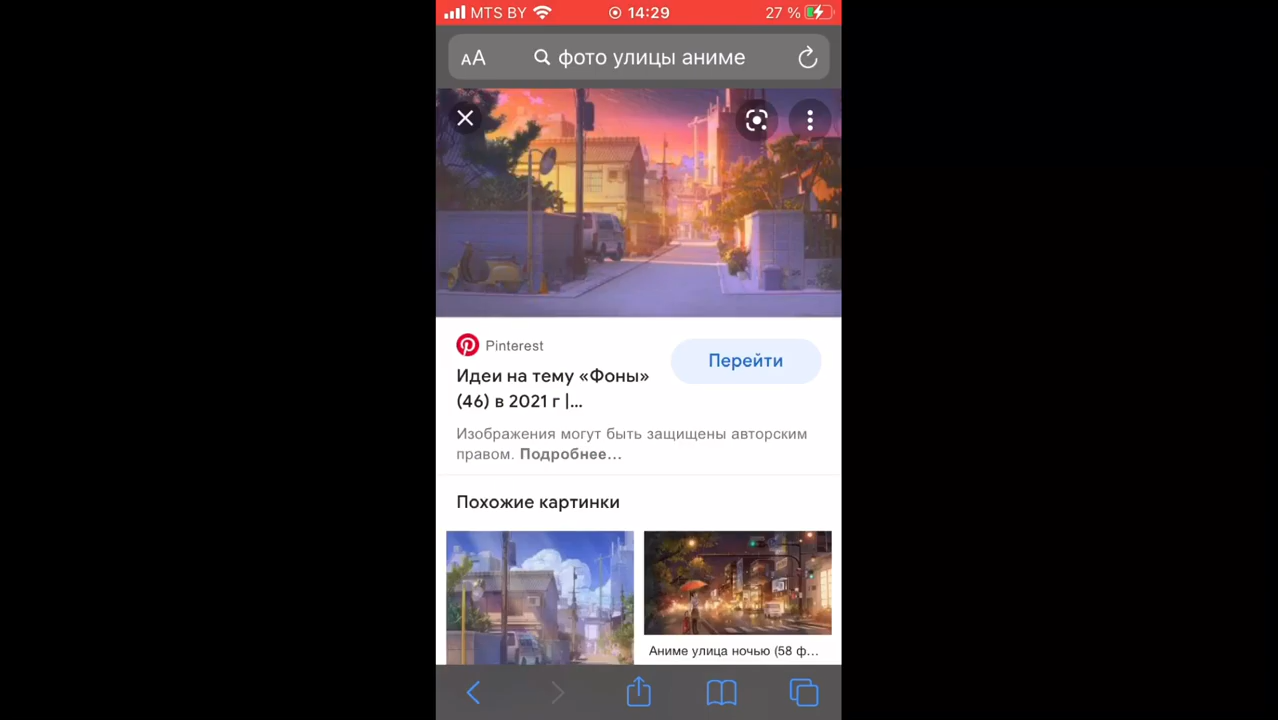 MTS BY 14:29 27 %
AA фото улицы аниме
Pinterest
Перейти
Идеи на тему «Фоны»
(46) в 2021 г |...
Изображения могут быть защищены авторским
правом. Подробнее...
Похожие картинки
Аниме улица ночью (58 ф...